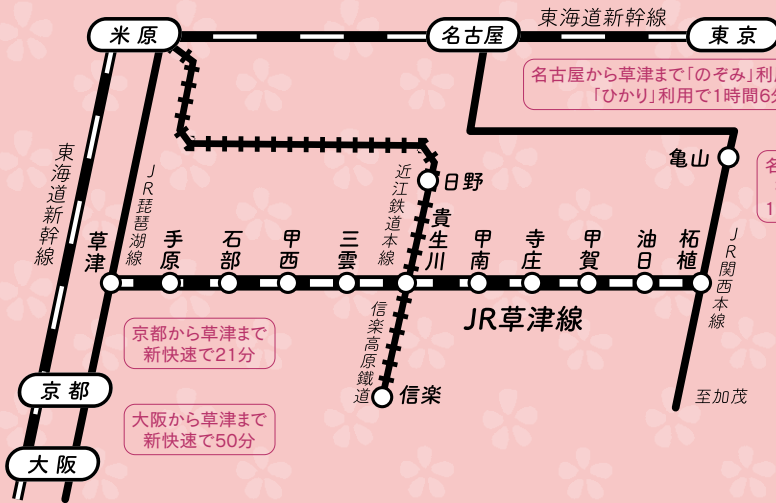 東海道新幹線
米原
名古屋
東京
名古屋から草津まで「のぞみ」利
「ひかり」利用で1時間6分
亀山
名
1
東海道新幹線
JR琵琶湖線
近江鉄道本線
日野
草津
手原
石部
甲西
三雲
貴生川
甲南
寺庄
甲賀
油日
柘植
JR関西本線
JR草津線
京都から草津まで
新快速で21分
信楽高原鐵道
信楽
至加茂
京都
大阪から草津まで
新快速で50分
大阪